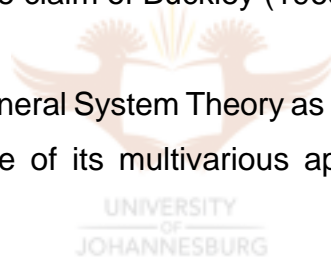 claim of Buckley (196
neral System Theory as
e of its multivarious ap
UNIVERSITY
OF
JOHANNESBURG